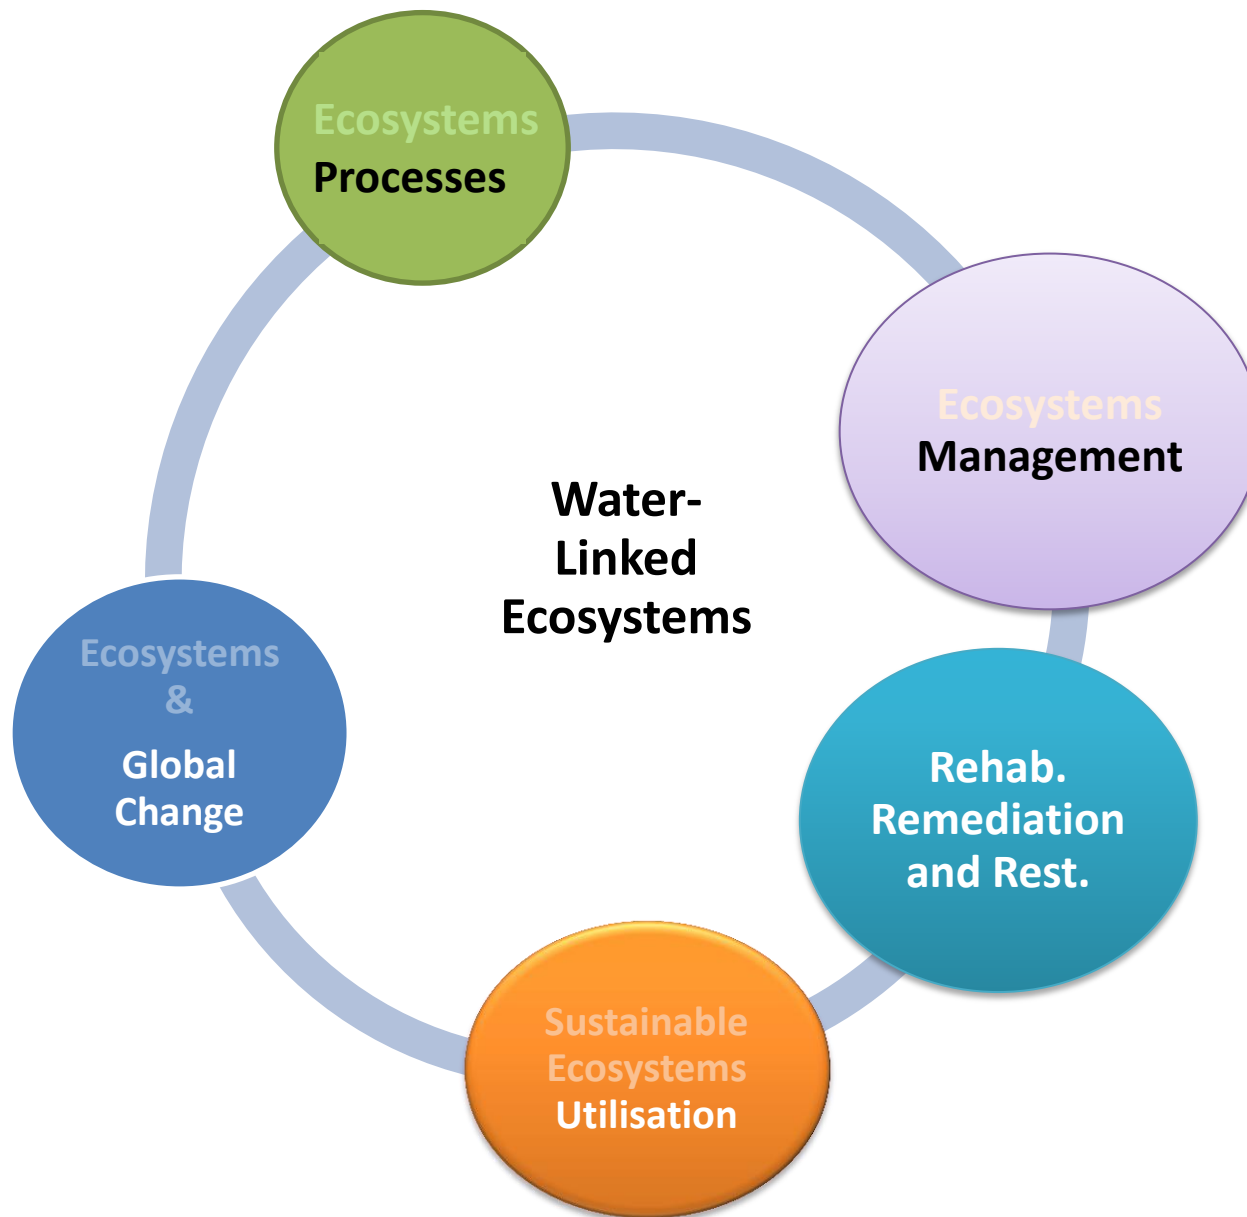 Ecosystems
Processes
Ecosystems
Management
Water-
Linked
Ecosystems
Ecosystems
&
Global
Change
Rehab.
Remediation
and Rest.
Sustainable
Ecosystems
Utilisation